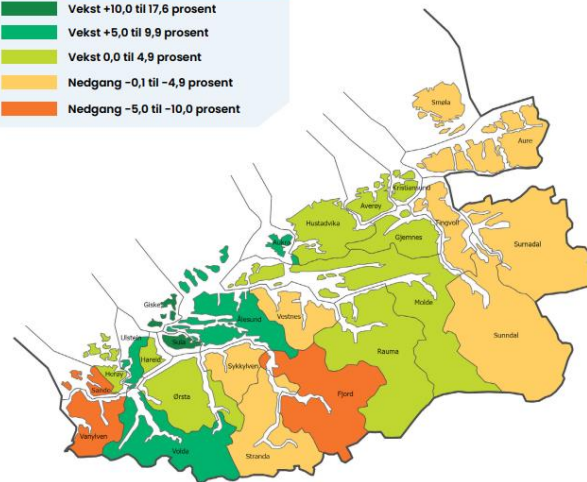 Vekst +10,0 til 17,6 prosent
Vekst +5,0 til 9,9 prosent
Vekst 0,0 til 4,9 prosent
Nedgang -0,1 til -4,9 prosent
Nedgang -5,0 til -10,0 prosent
Smøla
Aure
Kristiansund
Averøy
Tingvoll
Hustadvika
Gjemnes
Surnadal
Aukra
Molde
Giske
Ålesund
Vestnes
Sunndal
Ulstein
Sula
Hareid
Rauma
Sykkylven
Herøy
Sande
Fjord
Ørsta
Vanylven
Volda
Stranda